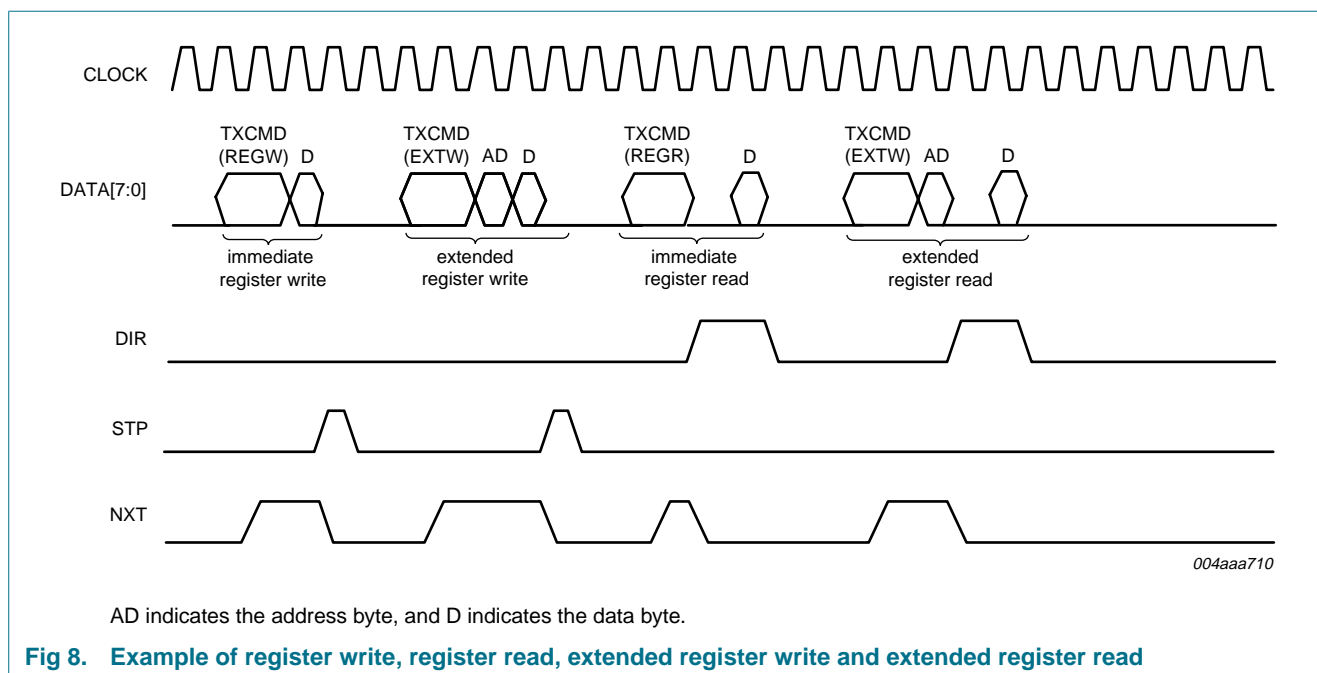 CLOCK
TXCMD
(REGW) D
TXCMD
(EXTW) AD D
TXCMD
(REGR) D
TXCMD
(EXTW) AD D
DATA[7:0]
immediate
register write
extended
register write
immediate
register read
extended
register read
DIR
STP
NXT
004aaa710
AD indicates the address byte, and D indicates the data byte.
Fig 8. Example of register write, register read, extended register write and extended register read